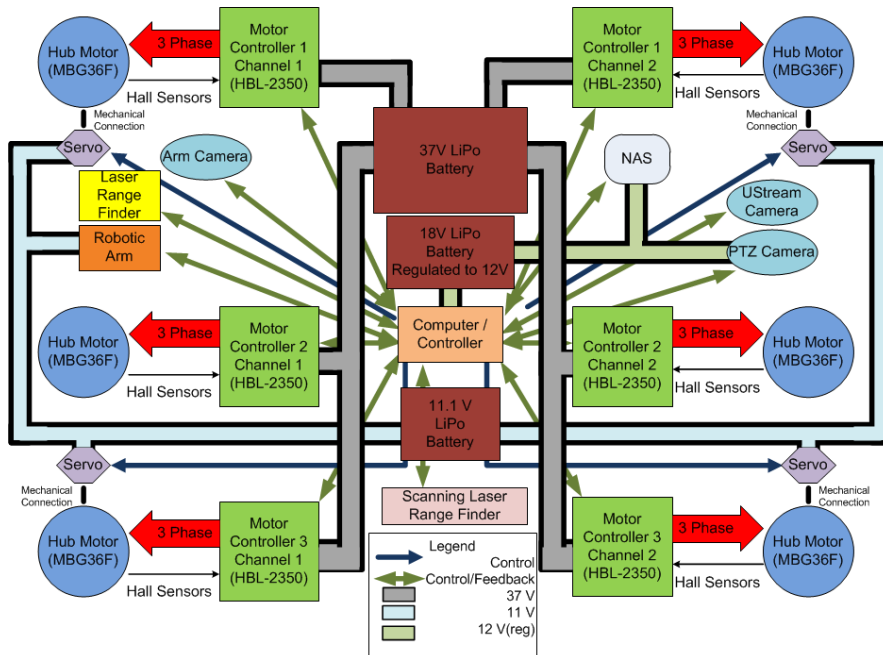 Hub Motor
(MBG36F)
3 Phase
Hall Sensors
Motor
Controller 1
Channel 1
(HBL-2350)
Motor
Controller 1
Channel 2
(HBL-2350)
3 Phase
Hall Sensors
Hub Motor
(MBG36F)
Mechanical
Connection
Servo
Arm Camera
37V LiPo
Battery
NAS
Mechanical
Connection
Servo
Laser
Range
Finder
UStream
Camera
Robotic
Arm
18V LiPo
Battery
Regulated to 12V
PTZ Camera
Hub Motor
(MBG36F)
3 Phase
Hall Sensors
Motor
Controller 2
Channel 1
(HBL-2350)
Computer /
Controller
Motor
Controller 2
Channel 2
(HBL-2350)
3 Phase
Hall Sensors
Hub Motor
(MBG36F)
11.1 V
LiPo
Battery
Servo
Mechanical
Connection
Servo
Mechanical
Connection
Scanning Laser
Range Finder
Hub Motor
(MBG36F)
3 Phase
Hall Sensors
Motor
Controller 3
Channel 1
(HBL-2350)
Motor
Controller 3
Channel 2
(HBL-2350)
3 Phase
Hall Sensors
Hub Motor
(MBG36F)
Legend
Control
Control/Feedback
37 V
11 V
12 V(reg)